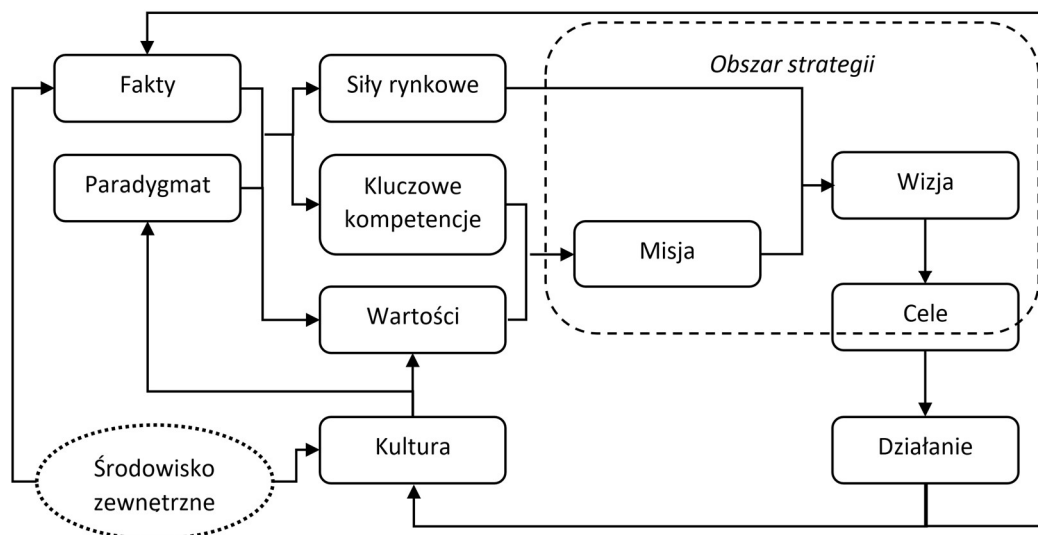 Obszar strategii
Fakty
Siły rynkowe
Paradygmat
Kluczowe
kompetencje
Wizja
Misja
Wartości
Cele
Kultura
Działanie
Środowisko
zewnętrzne